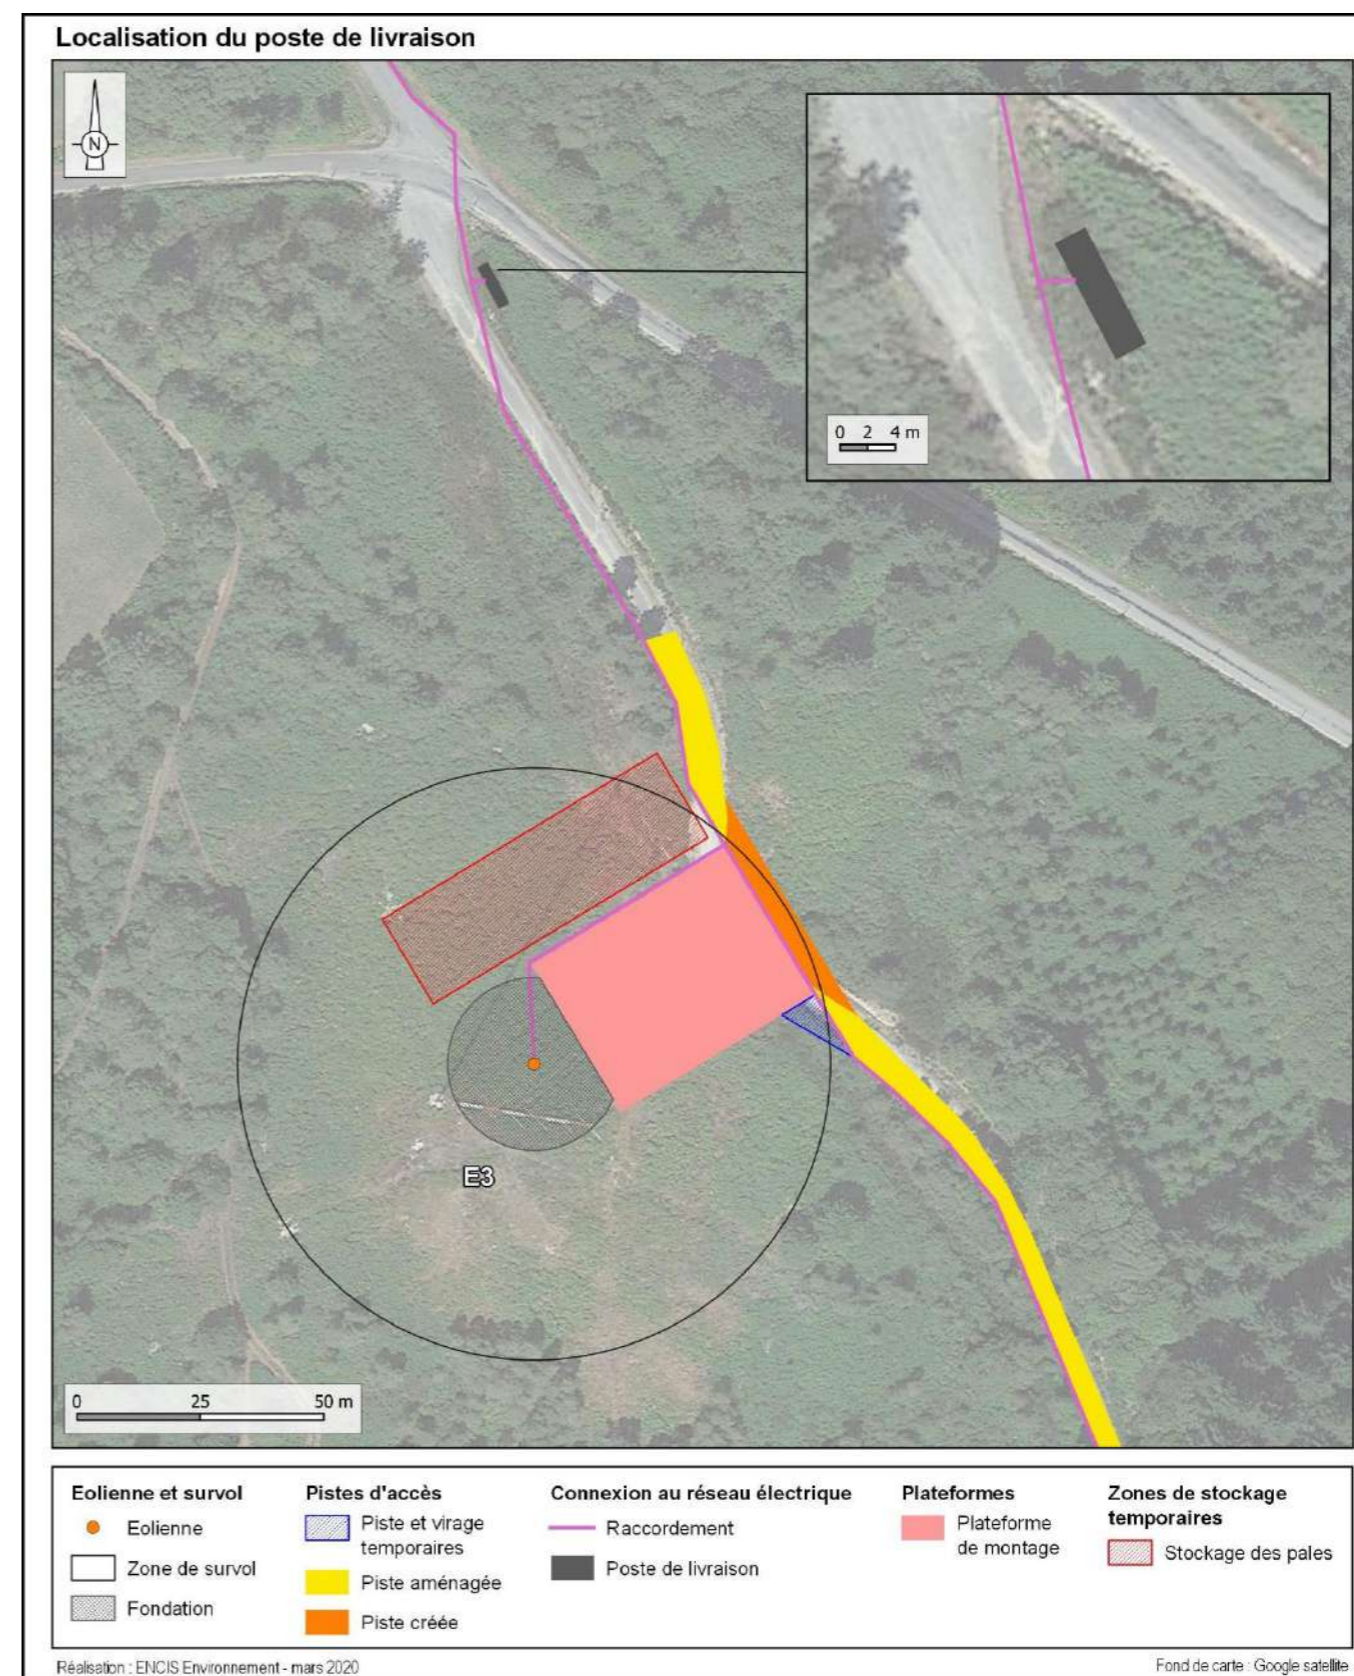 Localisation du poste de livraison
N
0 2 4 m
E3
0 25 50 m
Eolienne et survol
Eolienne
Zone de survol
Fondation
Pistes d'accès
Piste et virage
temporaires
Piste aménagée
Piste créée
Connexion au réseau électrique
Raccordement
Poste de livraison
Plateformes
Plateforme
de montage
Zones de stockage
temporaires
Stockage des pales
Réalisation : ENCIS Environnement - mars 2020
Fond de carte : Google satellite